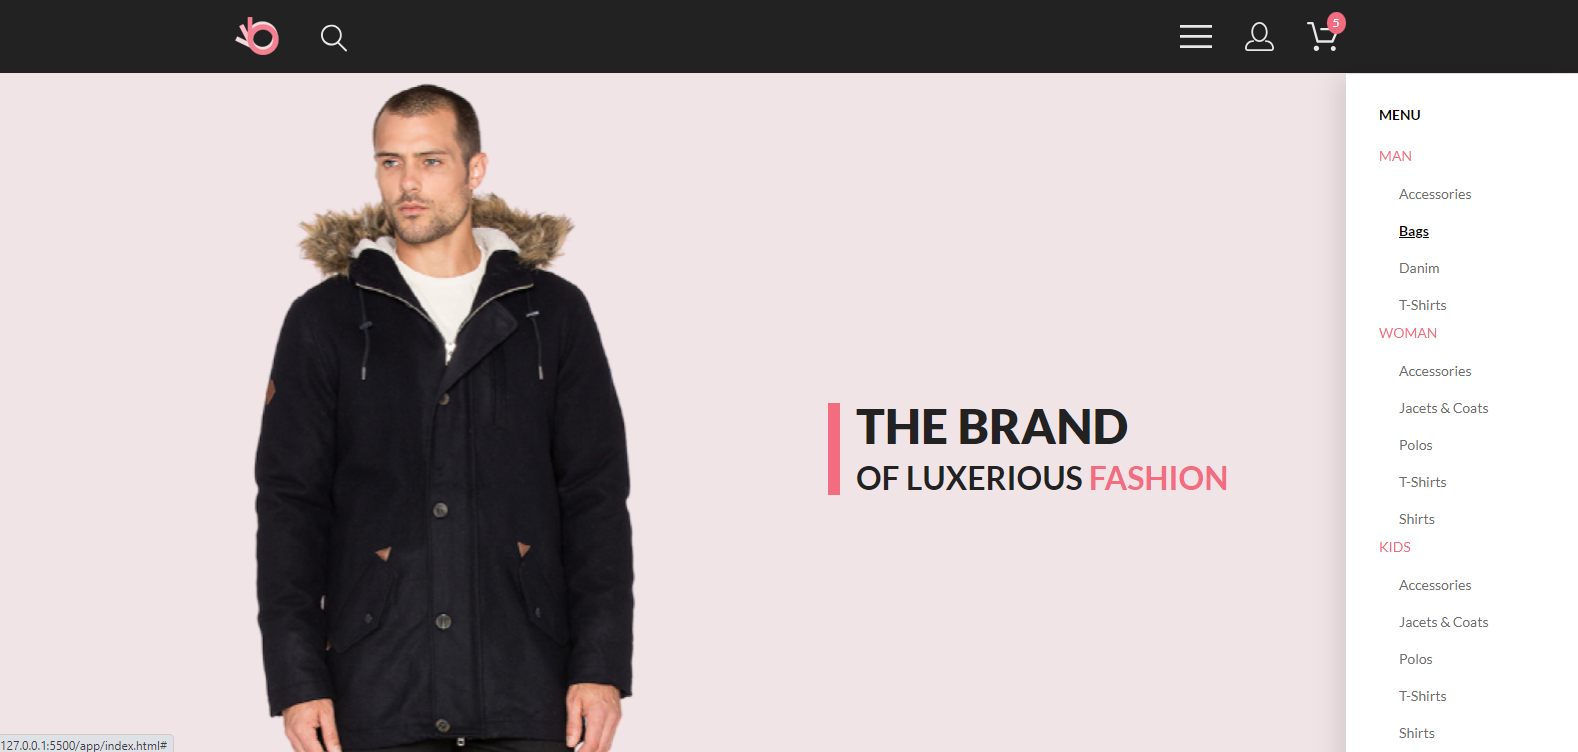 5
MENU
MAN
Accessories
Bags
Danim
T-Shirts
WOMAN
Accessories
Jacets & Coats
Polos
T-Shirts
Shirts
KIDS
Accessories
Jacets & Coats
Polos
T-Shirts
Shirts
THE BRAND
OF LUXERIOUS FASHION
127.0.0.1:5500/app/index.html#